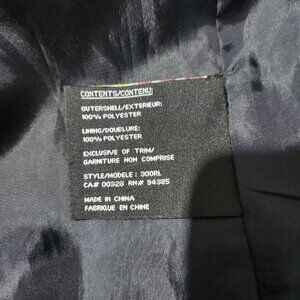 CONTENTS/CONTENU:
OUTERSHELL/EXTERIEUR:
100% POLYESTER
LINING/DOUBLURE:
100% POLYESTER
EXCLUSIVE OF TRIM/
GARNITURE NON COMPRISE
STYLE/MODELE : 300RL
CA# 00328 RN# 94385
MADE IN CHINA
FABRIQUE EN CHINE